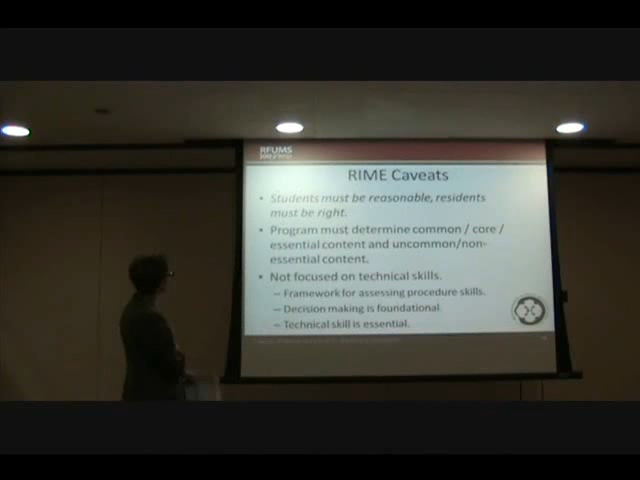 RFUMS
RIME Caveats
• Students must be reasonable, residents
must be right.
• Program must determine common / core /
essential content and uncommon/non-
essential content.
• Not focused on technical skills.
– Framework for assessing procedure skills.
– Decision making is foundational.
– Technical skill is essential.